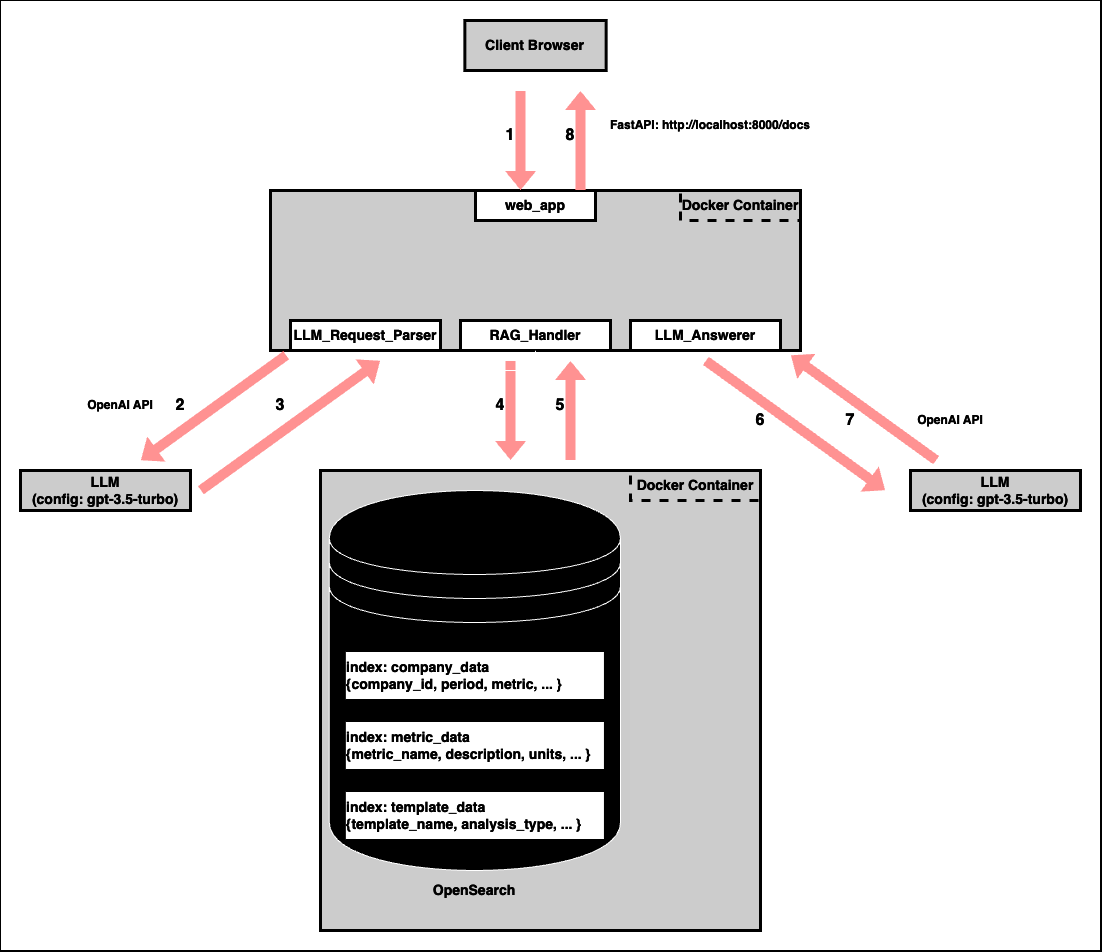 Client Browser
1
8
FastAPI: http://localhost:8000/docs
web_app
Docker Container
LLM_Request_Parser
RAG_Handler
LLM_Answerer
OpenAI API
2
3
4
5
6
7
OpenAI API
LLM
(config: gpt-3.5-turbo)
Docker Container
LLM
(config: gpt-3.5-turbo)
index: company_data
{company_id, period, metric, ... }
index: metric_data
{metric_name, description, units, ... }
index: template_data
{template_name, analysis_type, ... }
OpenSearch